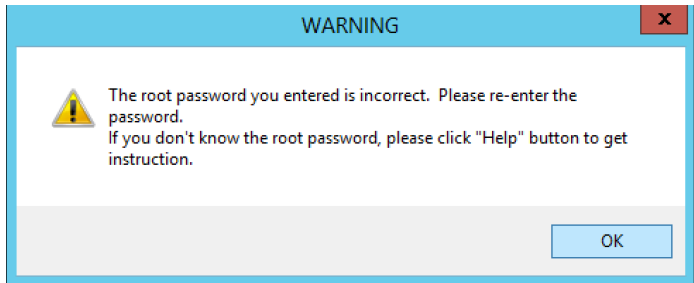 WARNING
x
The root password you entered is incorrect.  Please re-enter the
password.
If you don't know the root password, please click "Help" button to get
instruction.
OK